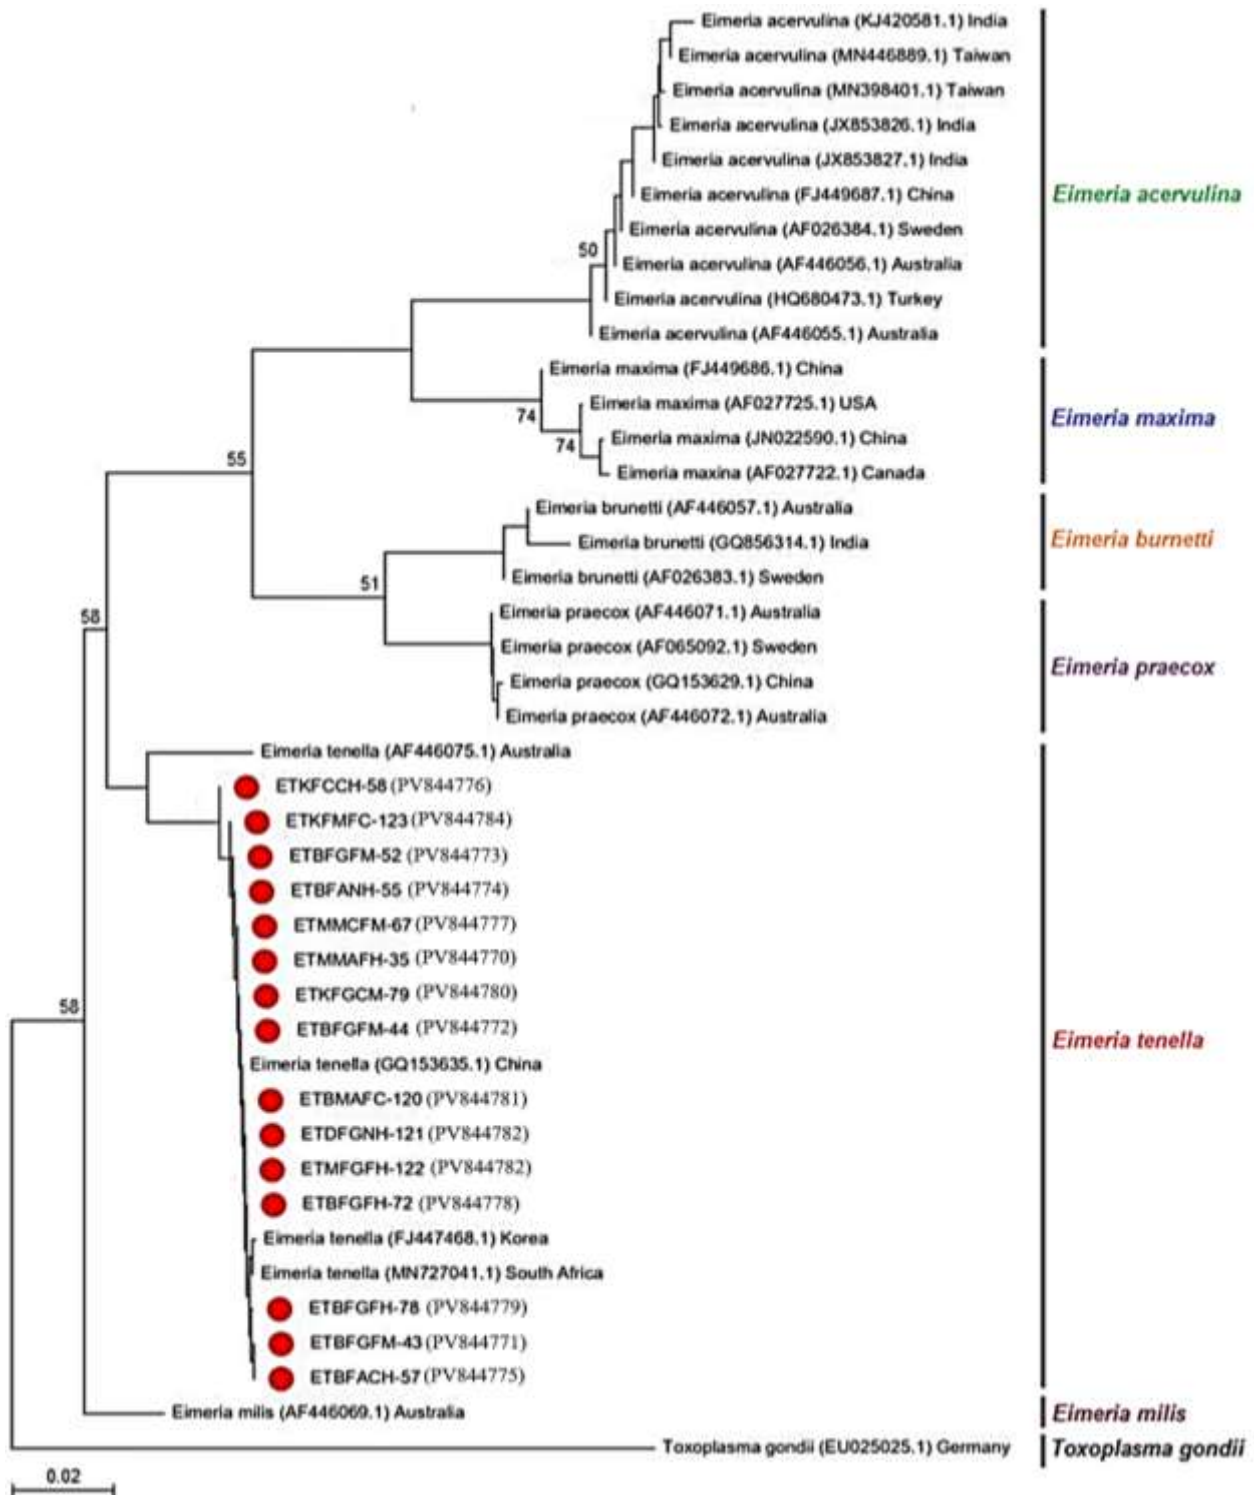 Eimeria acervulina (KJ420581.1) India
Eimeria acervulina (MN446889.1) Taiwan
Eimeria acervulina (MN398401.1) Taiwan
Eimeria acervulina (JX853826.1) India
Eimeria acervulina (JX853827.1) India
Eimeria acervulina (FJ449687.1) China
Eimeria acervulina
Eimeria acervulina (AF026384.1) Sweden
50
Eimeria acervulina (AF446056.1) Australia
Eimeria acervulina (HQ680473.1) Turkey
Eimeria acervulina (AF446055.1) Australia
Eimeria maxima (FJ449686.1) China
Eimeria maxima (AF027725.1) USA
74
Eimeria maxima
74
Eimeria maxima (JN022590.1) China
55
Eimeria maxina (AF027722.1) Canada
Eimeria brunetti (AF446057.1) Australia
Eimeria brunetti (GQ856314.1) India
Eimeria burnetti
51
Eimeria brunetti (AF026383.1) Sweden
58
Eimeria praecox (AF446071.1) Australia
Eimeria praecox (AF065092.1) Sweden
Eimeria praecox
Eimeria praecox (GQ153629.1) China
Eimeria praecox (AF446072.1) Australia
Eimeria tenella (AF446075.1) Australia
ETKFCCH-58 (PV844776)
ETKFMFC-123 (PV844784)
ETBFGFM-52 (PV844773)
ETBFANH-55 (PV844774)
ETMMCFM-67 (PV844777)
ETMMAFH-35 (PV844770)
ETKFGCM-79 (PV844780)
58
ETBFGFM-44 (PV844772)
Eimeria tenella
Eimeria tenella (GQ153635.1) China
ETBMAFC-120 (PV844781)
ETDFGNH-121 (PV844782)
ETMFGFH-122 (PV844782)
ETBFGFH-72 (PV844778)
Eimeria tenella (FJ447468.1) Korea
Eimeria tenella (MN727041.1) South Africa
ETBFGFH-78 (PV844779)
ETBFGFM-43 (PV844771)
ETBFACH-57 (PV844775)
Eimeria milis (AF446069.1) Australia
Eimeria milis
Toxoplasma gondii (EU025025.1) Germany
Toxoplasma gondii
0.02